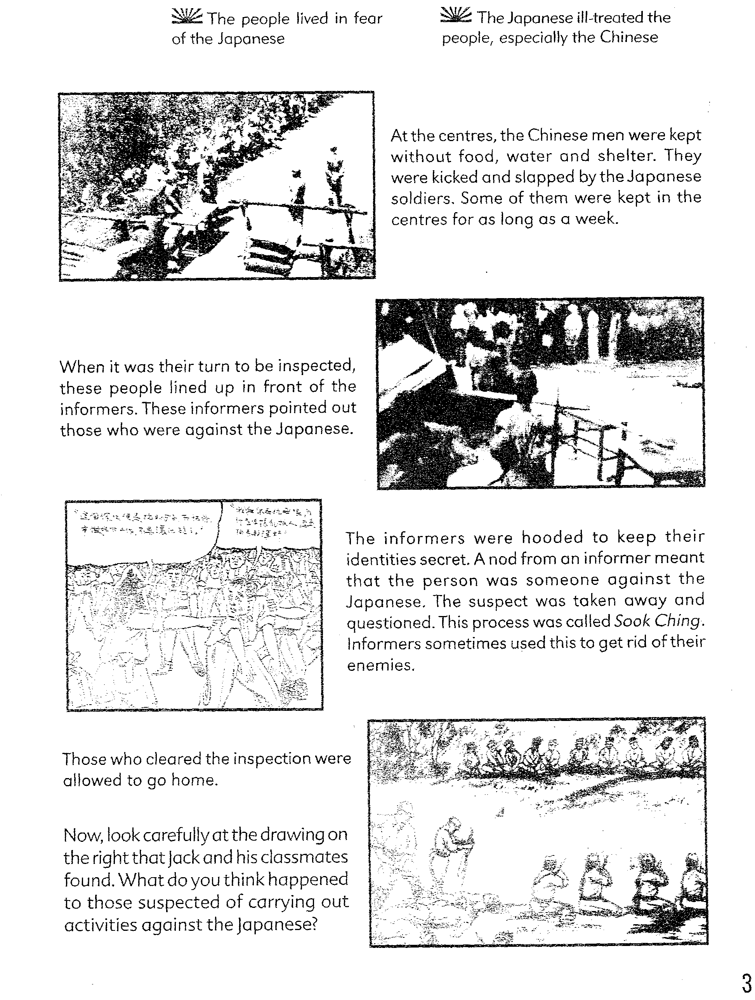 The people lived in fear
of the Japanese
The Japanese ill-treated the
people, especially the Chinese
At the centres, the Chinese men were kept
without food, water and shelter. They
were kicked and slapped by the Japanese
soldiers. Some of them were kept in the
centres for as long as a week.
When it was their turn to be inspected,
these people lined up in front of the
informers. These informers pointed out
those who were against the Japanese.
The informers were hooded to keep their
identities secret. A nod from an informer meant
that the person was someone against the
Japanese. The suspect was taken away and
questioned. This process was called Sook Ching.
Informers sometimes used this to get rid of their
enemies.
Those who cleared the inspection were
allowed to go home.
Now, look carefully at the drawing on
the right that Jack and his classmates
found. What do you think happened
to those suspected of carrying out
activities against the Japanese?
3